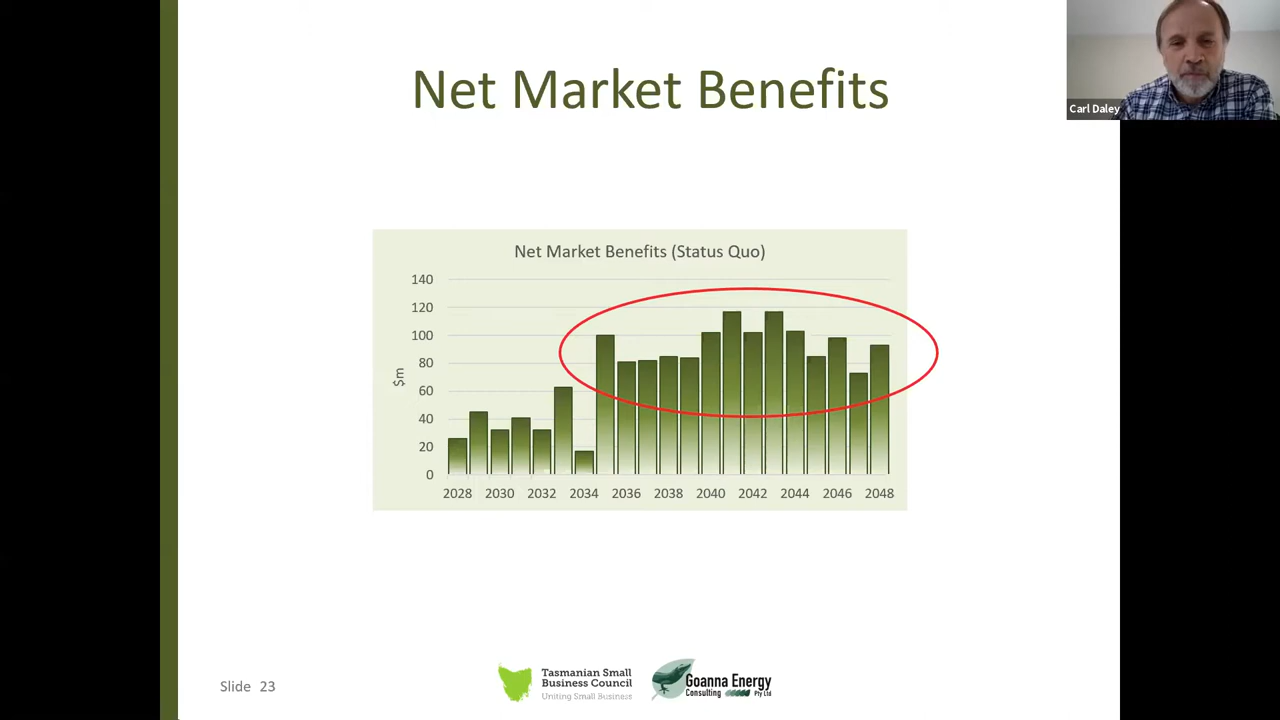 Net Market Benefits
Carl Daley
Net Market Benefits (Status Quo)
140
120
100
80
60
40
20
0
$m
2028 2030 2032 2034 2036 2038 2040 2042 2044 2046 2048
Slide 23
Tasmanian Small
Business Council
Uniting Small Business
Goanna Energy
Consulting Pty Ltd